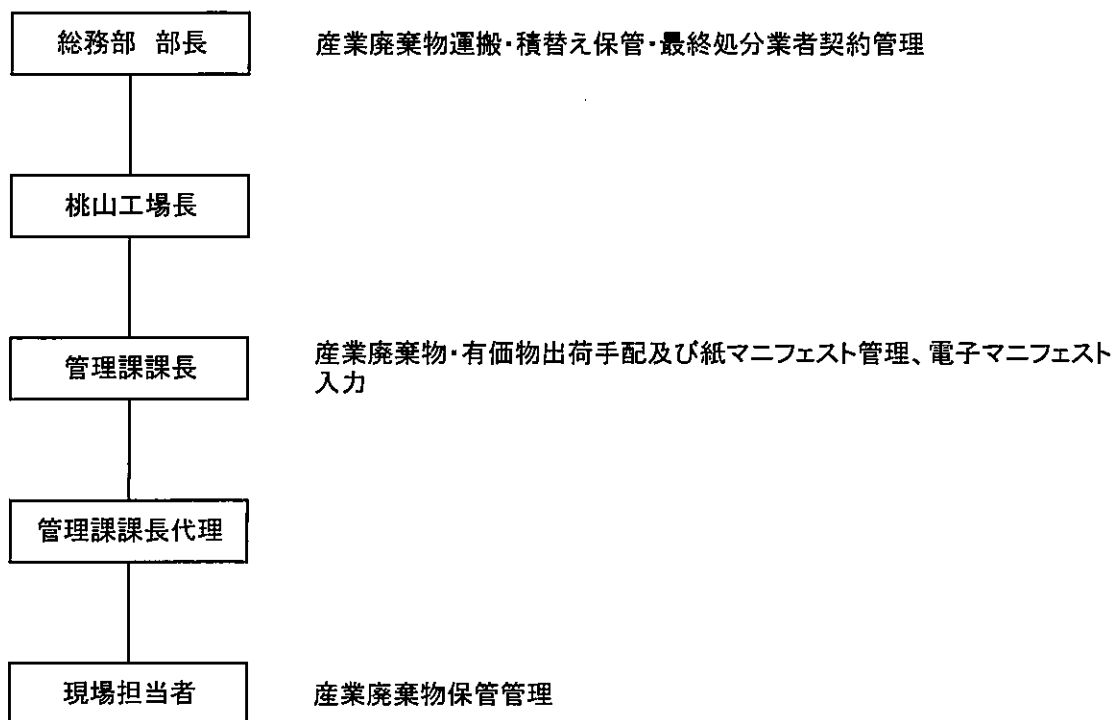 総務部 部長 産業廃棄物運搬・積替え保管・最終処分業者契約管理
桃山工場長
管理課課長 産業廃棄物・有価物出荷手配及び紙マニフェスト管理、電子マニフェスト
入力
管理課課長代理
現場担当者 産業廃棄物保管管理